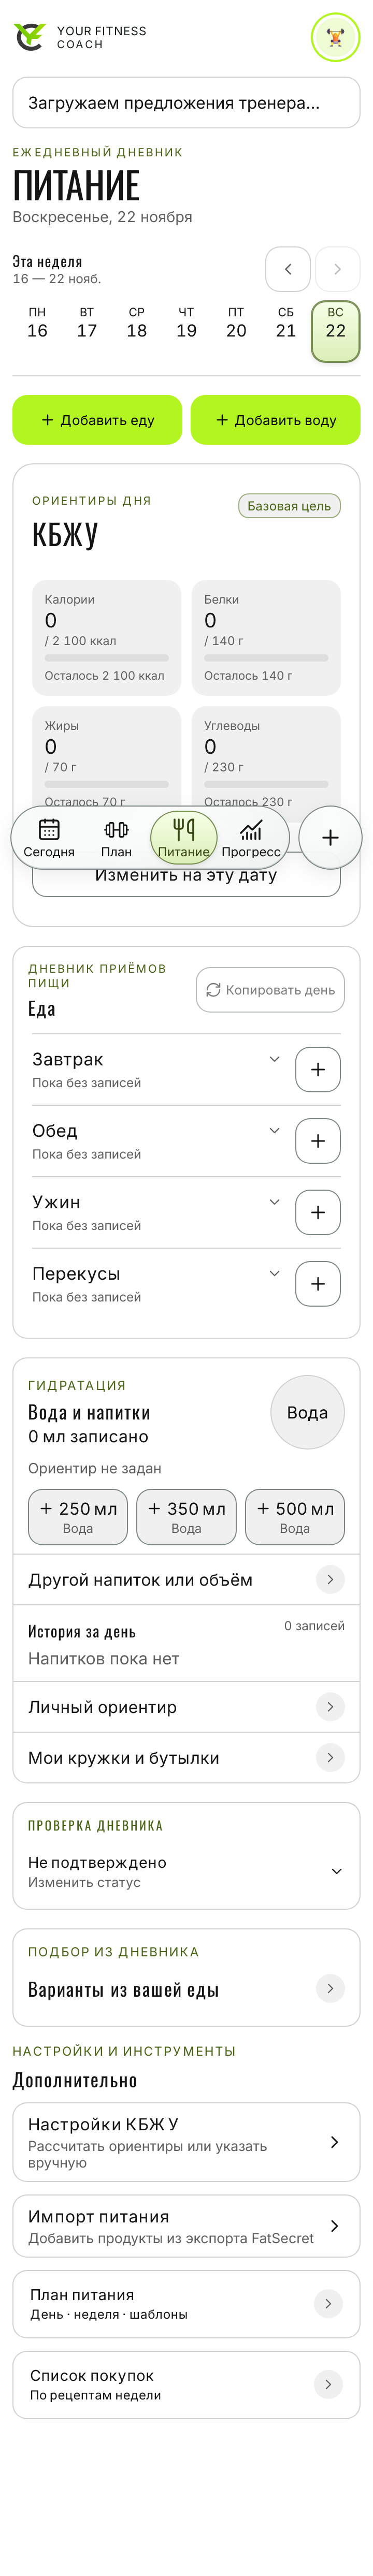 YOUR FITNESS
COACH
Загружаем предложения тренера...
ЕЖЕДНЕВНЫЙ ДНЕВНИК
ПИТАНИЕ
Воскресенье, 22 ноября
Эта неделя
16 — 22 нояб.
ПН ВТ СР ЧТ ПТ СБ ВС
16 17 18 19 20 21 22
+ Добавить еду + Добавить воду
ОРИЕНТИРЫ ДНЯ
Базовая цель
КБЖУ
Калории Белки
0 0
/ 2 100 ккал / 140 г
Осталось 2 100 ккал Осталось 140 г
Жиры Углеводы
0 0
/ 70 г / 230 г
Осталось 70 г Осталось 230 г
Сегодня План Питание Прогресс +
Изменить на эту дату
ДНЕВНИК ПРИЁМОВ
ПИЩИ
Еда
Копировать день
Завтрак
Пока без записей
Обед
Пока без записей
Ужин
Пока без записей
Перекусы
Пока без записей
ГИДРАТАЦИЯ
Вода и напитки
0 мл записано
Вода
Ориентир не задан
+ 250 мл + 350 мл + 500 мл
Вода Вода Вода
Другой напиток или объём
История за день
0 записей
Напитков пока нет
Личный ориентир
Мои кружки и бутылки
ПРОВЕРКА ДНЕВНИКА
Не подтверждено
Изменить статус
ПОДБОР ИЗ ДНЕВНИКА
Варианты из вашей еды
НАСТРОЙКИ И ИНСТРУМЕНТЫ
Дополнительно
Настройки КБЖУ
Рассчитать ориентиры или указать
вручную
Импорт питания
Добавить продукты из экспорта FatSecret
План питания
День · неделя · шаблоны
Список покупок
По рецептам недели